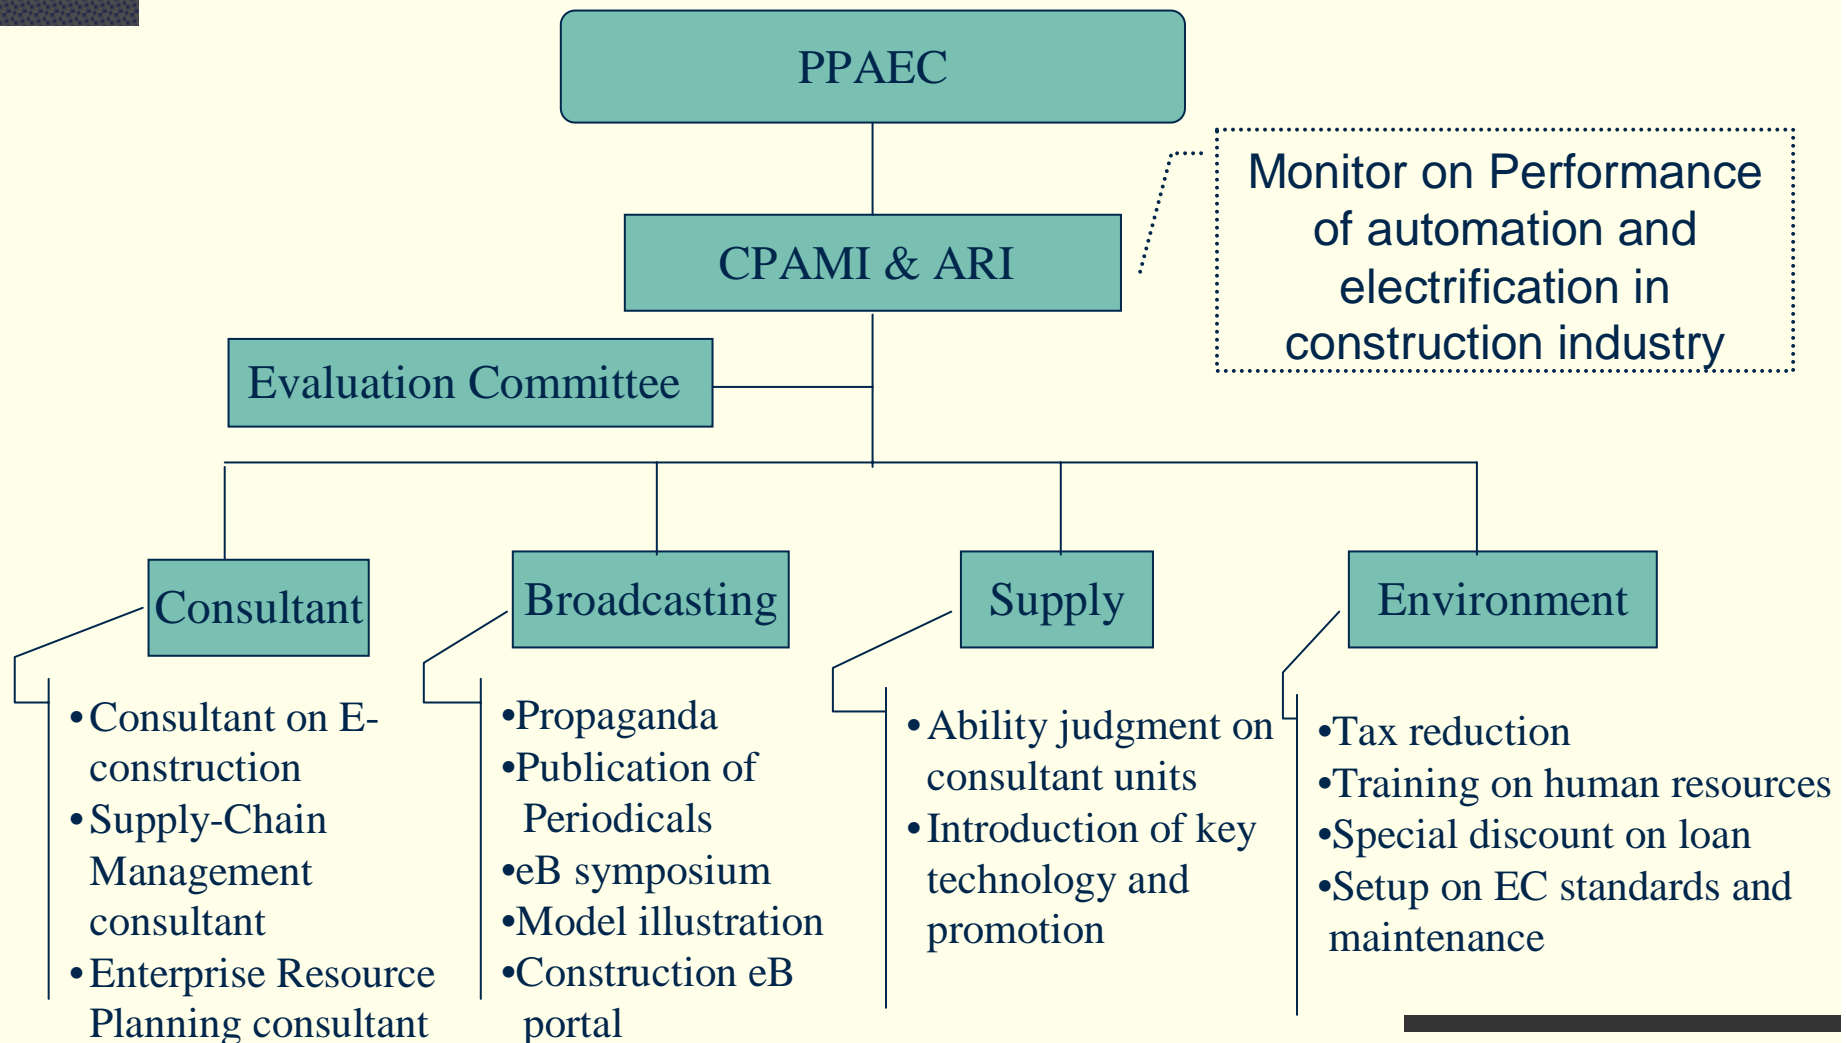 PPAEC
Monitor on Performance
of automation and
electrification in
construction industry
CPAMI & ARI
Evaluation Committee
Consultant
Broadcasting
Supply
Environment
•Consultant on E-
construction
•Supply-Chain
Management
consultant
•Enterprise Resource
Planning consultant
•Propaganda
•Publication of
Periodicals
•eB symposium
•Model illustration
•Construction eB
portal
•Ability judgment on
consultant units
•Introduction of key
technology and
promotion
•Tax reduction
•Training on human resources
•Special discount on loan
•Setup on EC standards and
maintenance